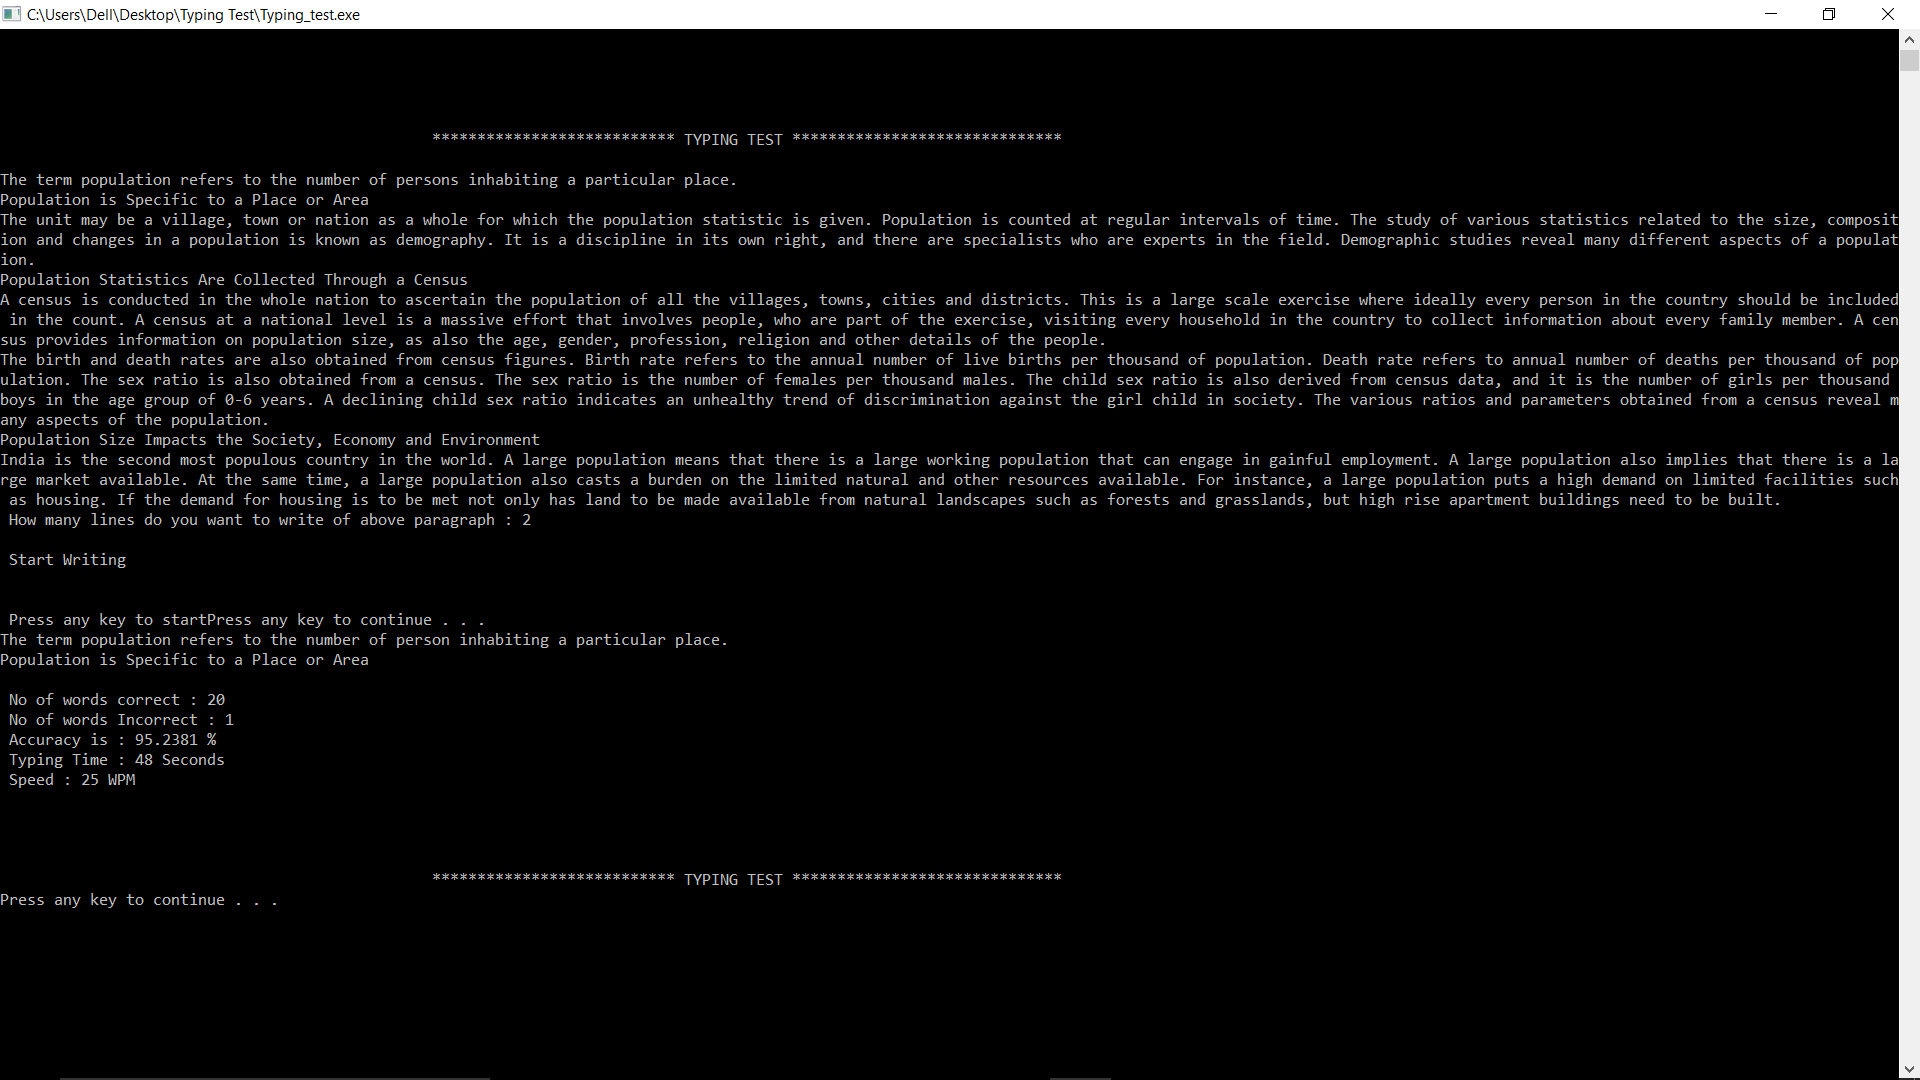 C:\Users\Dell\Desktop\Typing Test\Typing_test.exe
*************************** TYPING TEST ******************************
The term population refers to the number of persons inhabiting a particular place.
Population is Specific to a Place or Area
The unit may be a village, town or nation as a whole for which the population statistic is given. Population is counted at regular intervals of time. The study of various statistics related to the size, composit
ion and changes in a population is known as demography. It is a discipline in its own right, and there are specialists who are experts in the field. Demographic studies reveal many different aspects of a populat
ion.
Population Statistics Are Collected Through a Census
A census is conducted in the whole nation to ascertain the population of all the villages, towns, cities and districts. This is a large scale exercise where ideally every person in the country should be included
 in the count. A census at a national level is a massive effort that involves people, who are part of the exercise, visiting every household in the country to collect information about every family member. A cen
sus provides information on population size, as also the age, gender, profession, religion and other details of the people.
The birth and death rates are also obtained from census figures. Birth rate refers to the annual number of live births per thousand of population. Death rate refers to annual number of deaths per thousand of pop
ulation. The sex ratio is also obtained from a census. The sex ratio is the number of females per thousand males. The child sex ratio is also derived from census data, and it is the number of girls per thousand
boys in the age group of 0-6 years. A declining child sex ratio indicates an unhealthy trend of discrimination against the girl child in society. The various ratios and parameters obtained from a census reveal m
any aspects of the population.
Population Size Impacts the Society, Economy and Environment
India is the second most populous country in the world. A large population means that there is a large working population that can engage in gainful employment. A large population also implies that there is a la
rge market available. At the same time, a large population also casts a burden on the limited natural and other resources available. For instance, a large population puts a high demand on limited facilities such
 as housing. If the demand for housing is to be met not only has land to be made available from natural landscapes such as forests and grasslands, but high rise apartment buildings need to be built.
 How many lines do you want to write of above paragraph : 2
 Start Writing
 Press any key to startPress any key to continue . . .
The term population refers to the number of person inhabiting a particular place.
Population is Specific to a Place or Area
 No of words correct : 20
 No of words Incorrect : 1
 Accuracy is : 95.2381 %
 Typing Time : 48 Seconds
 Speed : 25 WPM
*************************** TYPING TEST ******************************
Press any key to continue . . .